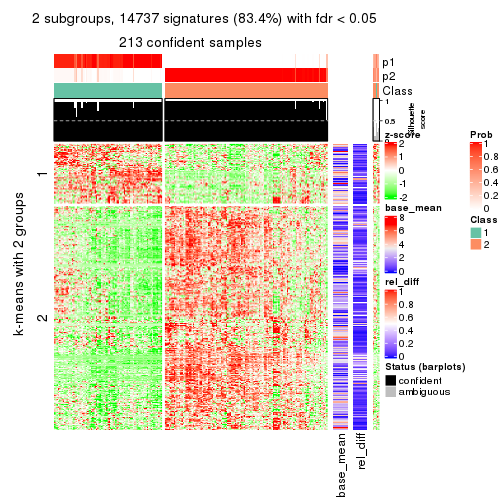 2 subgroups, 14737 signatures (83.4%) with fdr < 0.05
213 confident samples
p1
p2
Class
1
0.5
0
Silhouette
score
k-means with 2 groups
1
2
base_mean
rel_diff
z-score
2
1
0
-1
-2
base_mean
8
6
4
2
0
rel_diff
1
0.8
0.6
0.4
0.2
0
Status (barplots)
confident
ambiguous
Prob
1
0.8
0.6
0.4
0.2
0
Class
1
2